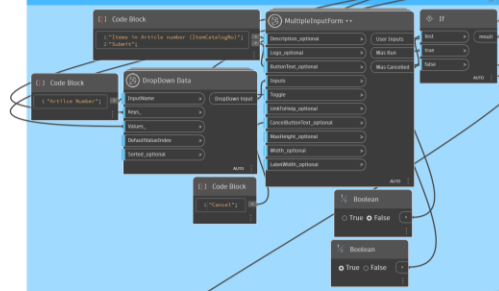 Code Block
"Items in Article number (ItemCatalogNo)";
"Submit";
MultipleInputForm ++
Description_optional
Logo_optional
ButtonText_optional
Inputs
Toggle
LinkToHelp_optional
CancelButtonText_optional
MaxHeight_optional
Width_optional
LabelWidth_optional
User Inputs
Was Run
Was Cancelled
AUTO
If
test
true
false
result
AUTO
Code Block
"Artilce Number";
DropDown Data
InputName
Keys_
Values_
DefaultValueIndex
Sorted_optional
DropDown Input
AUTO
Code Block
"Cancel";
Boolean
True False
Boolean
True False